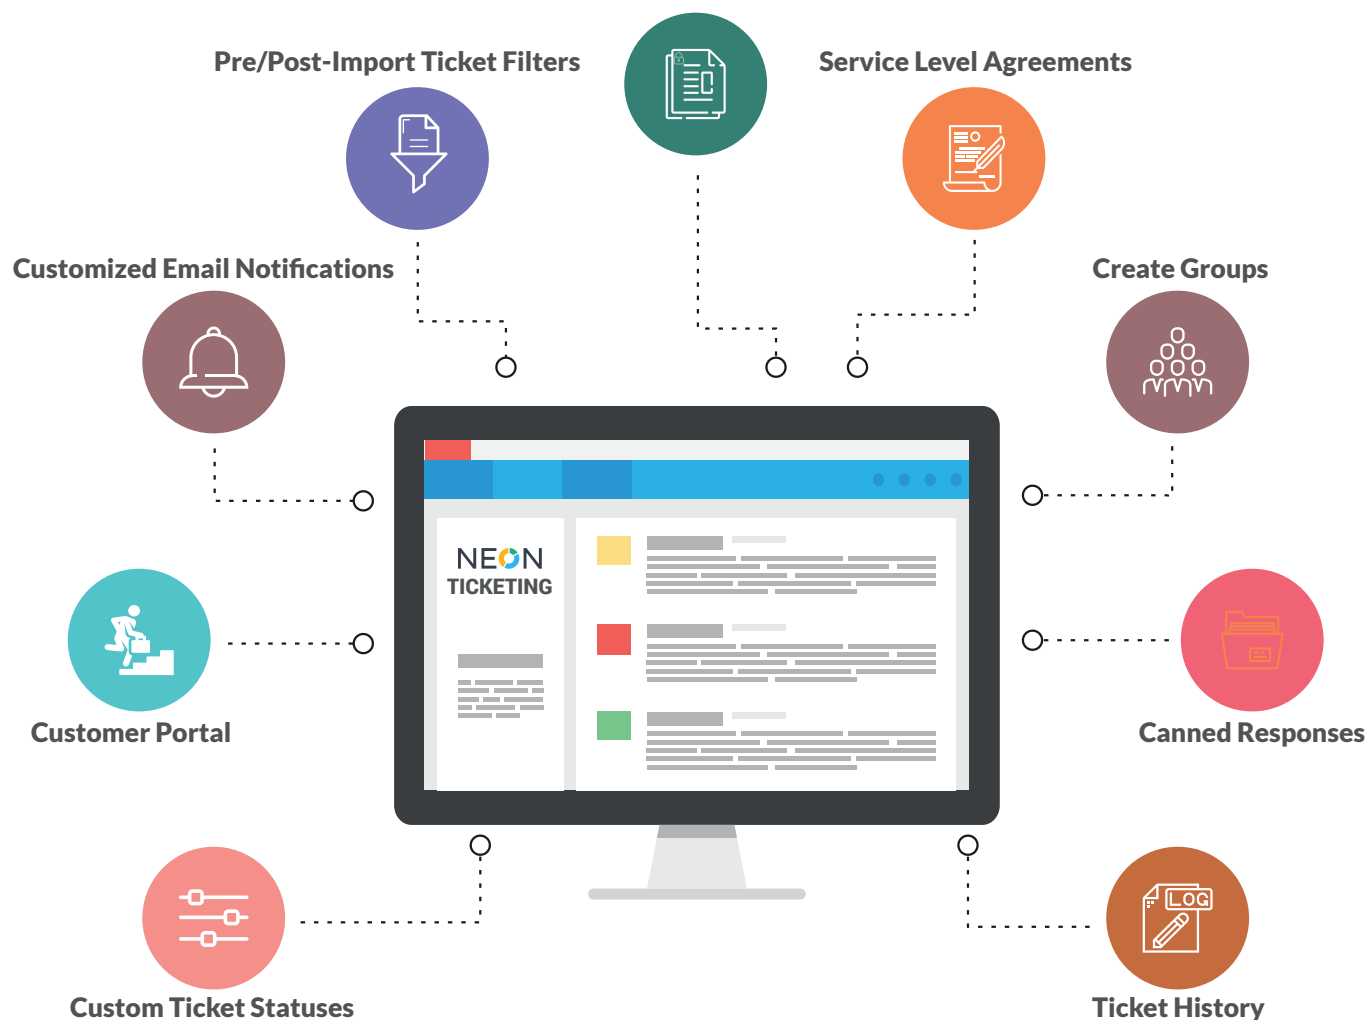 Pre/Post-Import Ticket Filters
Service Level Agreements
Customized Email Notifications
Create Groups
NEON
TICKETING
Customer Portal
Canned Responses
LOG
Custom Ticket Statuses
Ticket History